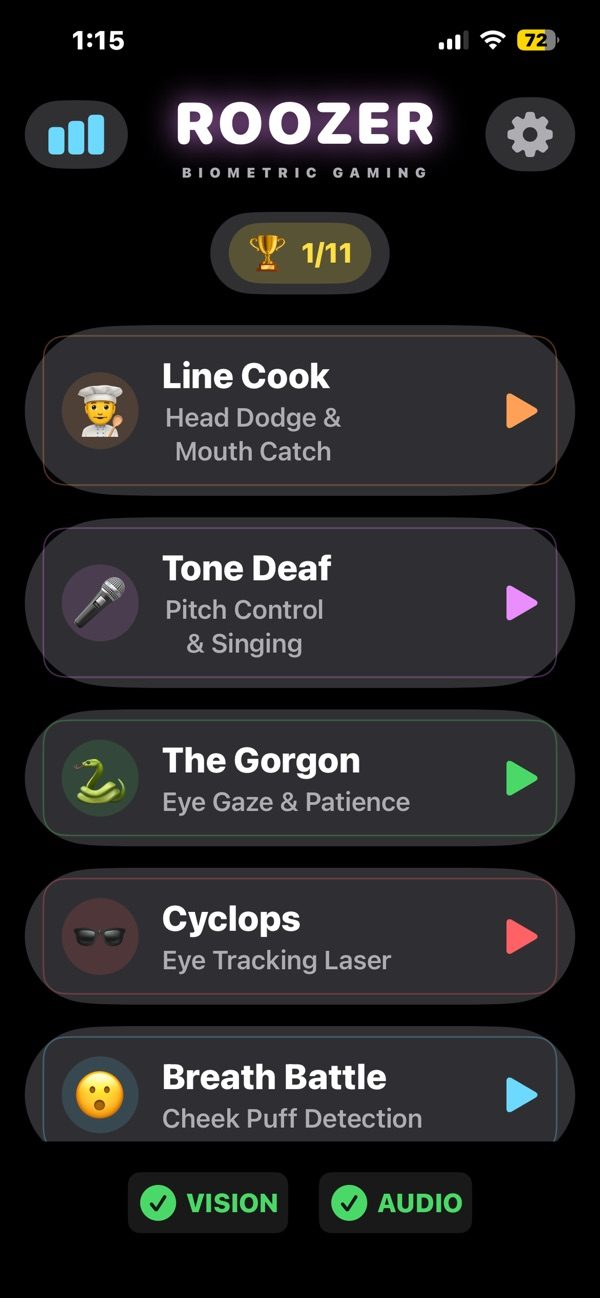 1:15
72
ROOZER
BIOMETRIC GAMING
1/11
Line Cook
Head Dodge &
Mouth Catch
Tone Deaf
Pitch Control
& Singing
The Gorgon
Eye Gaze & Patience
Cyclops
Eye Tracking Laser
Breath Battle
Cheek Puff Detection
VISION
AUDIO